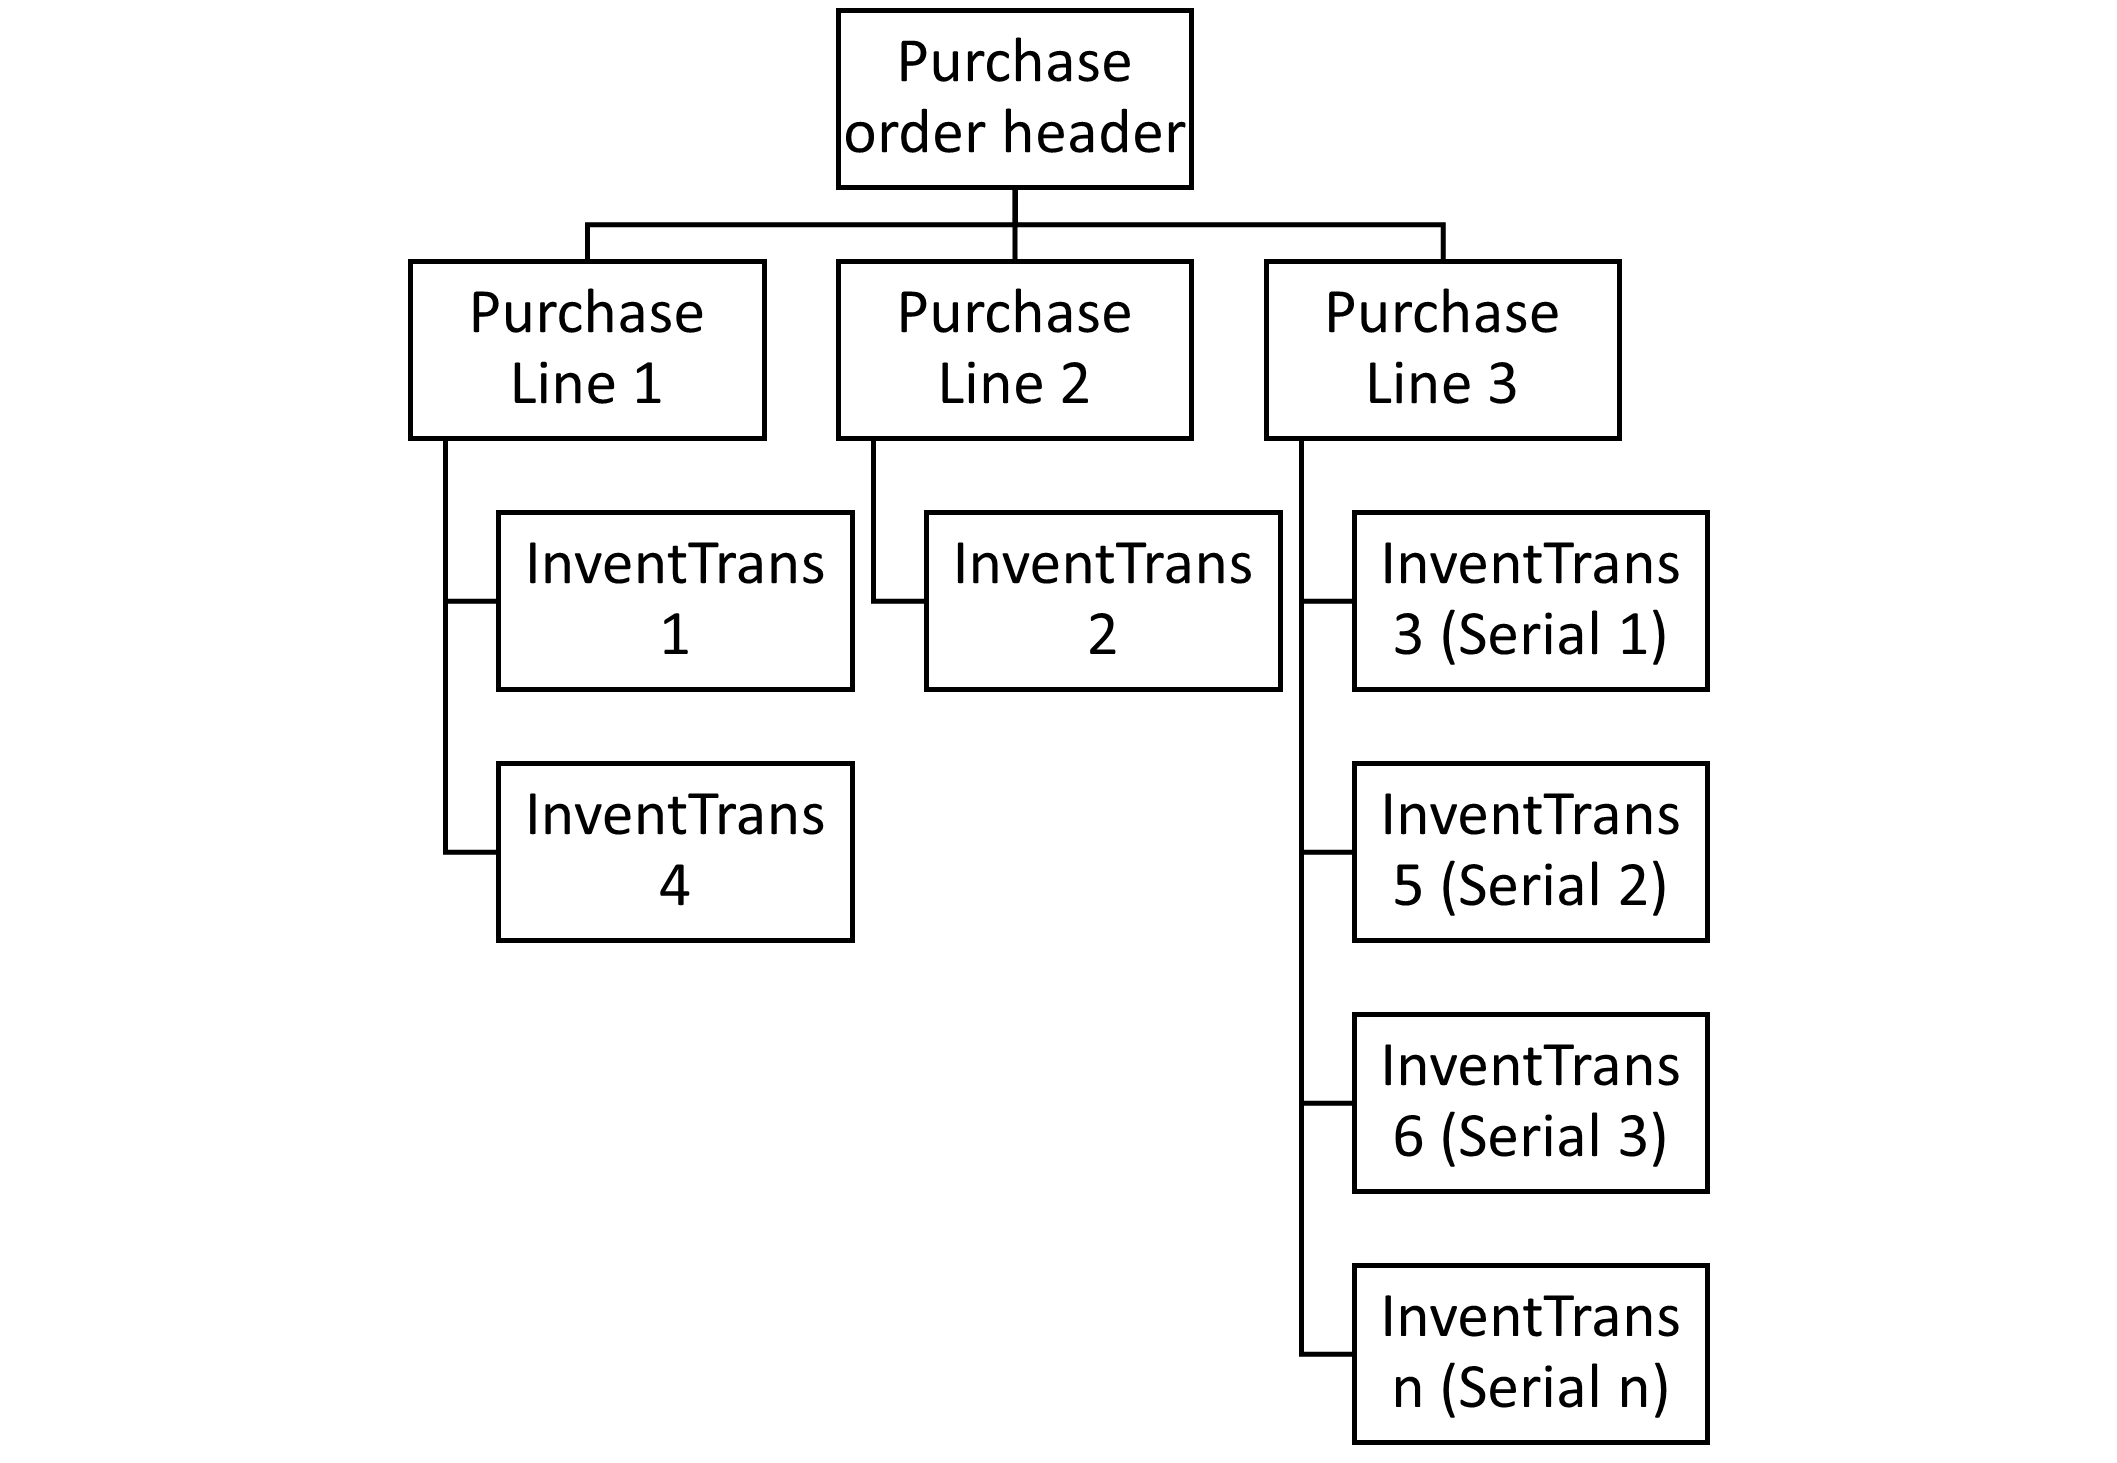 Purchase
order header
Purchase
Line 1
Purchase
Line 2
Purchase
Line 3
InventTrans
1
InventTrans
2
InventTrans
3 (Serial 1)
InventTrans
4
InventTrans
5 (Serial 2)
InventTrans
6 (Serial 3)
InventTrans
n (Serial n)